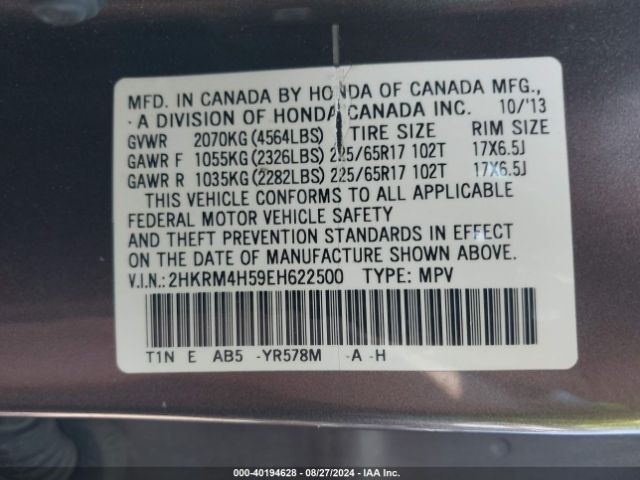 MFD. IN CANADA BY HONDA OF CANADA MFG.,
- A DIVISION OF HONDA CANADA INC. 10/'13
GVWR 2070KG (4564LBS) TIRE SIZE RIM SIZE
GAWR F 1055KG (2326LBS) 225/65R17 102T 17X6.5J
GAWR R 1035KG (2282LBS) 225/65R17 102T 17X6.5J
THIS VEHICLE CONFORMS TO ALL APPLICABLE
FEDERAL MOTOR VEHICLE SAFETY
AND THEFT PREVENTION STANDARDS IN EFFECT
ON THE DATE OF MANUFACTURE SHOWN ABOVE.
V.I.N.: 2HKRM4H59EH622500 TYPE: MPV
T1N E AB5 -YR578M -A -H
000-40194628 - 08/27/2024 - IAA Inc.